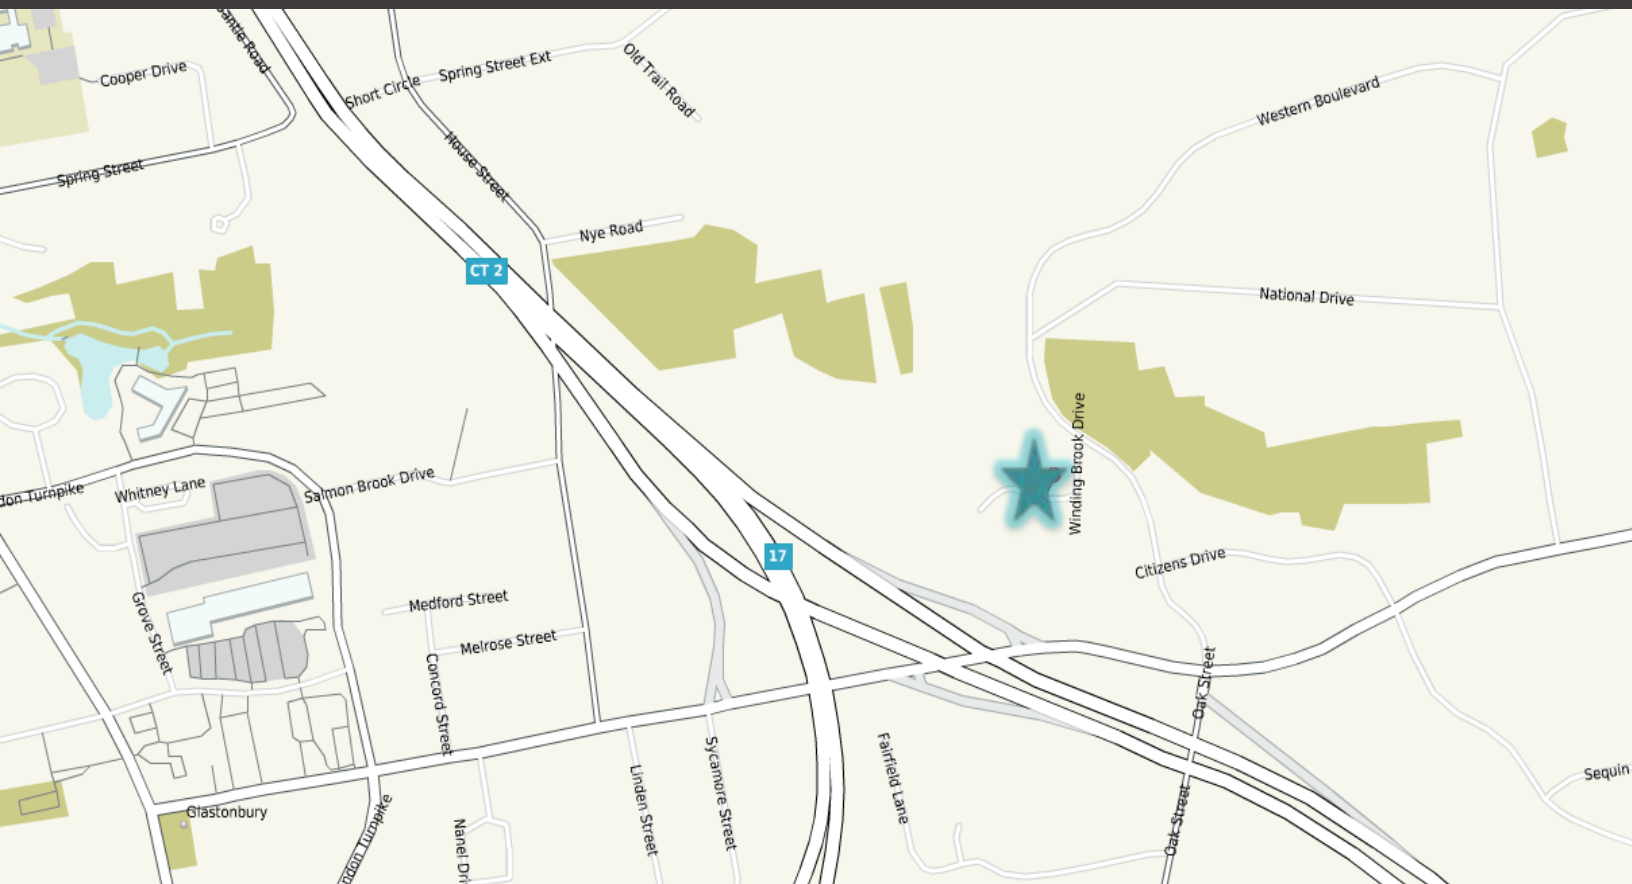 Cooper Drive
Short Circle
Spring Street Ext
Old Trail Road
Western Boulevard
House Street
Spring Street
Nye Road
CT 2
National Drive
Winding Brook Drive
Salmon Brook Drive
Whitney Lane
17
Citizens Drive
Medford Street
Grove Street
Melrose Street
Concord Street
Oak Street
Sycamore Street
Fairfield Lane
Linden Street
Sequin
Glastonbury
Oak Street